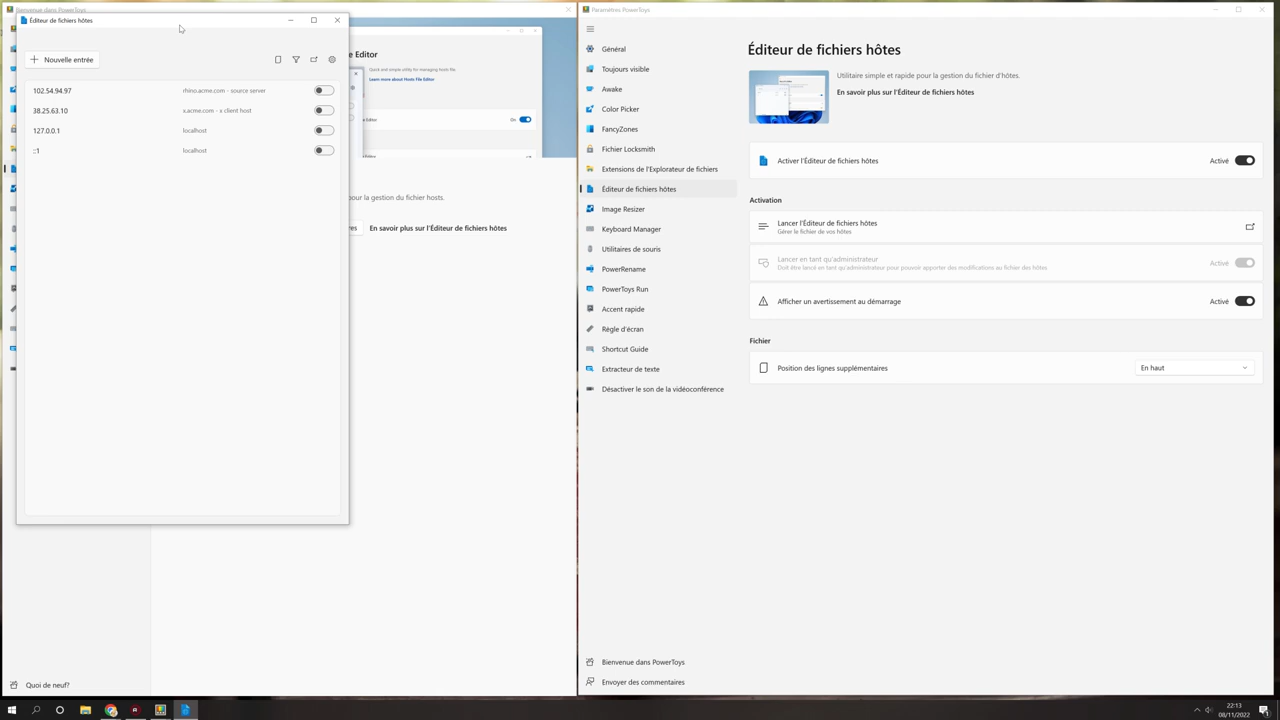 Bienvenue dans PowerToys
Éditeur de fichiers hôtes
Nouvelle entrée
102.54.94.97
rhino.acme.com - source server
38.25.63.10
x.acme.com - x client host
127.0.0.1
localhost
::1
localhost
e Editor
Quick and simple utility for managing hosts file
Learn more about Hosts File Editor
Editor
On
Editor
our la gestion du fichier hosts.
res
En savoir plus sur l'Éditeur de fichiers hôtes
Quoi de neuf?
Paramètres PowerToys
Général
Toujours visible
Awake
Color Picker
FancyZones
Fichier Locksmith
Extensions de l'Explorateur de fichiers
Éditeur de fichiers hôtes
Image Resizer
Keyboard Manager
Utilitaires de souris
PowerRename
PowerToys Run
Accent rapide
Règle d'écran
Shortcut Guide
Extracteur de texte
Désactiver le son de la vidéoconférence
Bienvenue dans PowerToys
Envoyer des commentaires
Éditeur de fichiers hôtes
Utilitaire simple et rapide pour la gestion du fichier d'hôtes.
En savoir plus sur l'Éditeur de fichiers hôtes
Activer l'Éditeur de fichiers hôtes
Activé
Activation
Lancer l'Éditeur de fichiers hôtes
Gérer le fichier de vos hôtes
Lancer en tant qu'administrateur
Doit être lancé en tant qu'administrateur pour pouvoir apporter des modifications au fichier des hôtes.
Activé
Afficher un avertissement au démarrage
Activé
Fichier
Position des lignes supplémentaires
En haut
22:13
08/11/2022